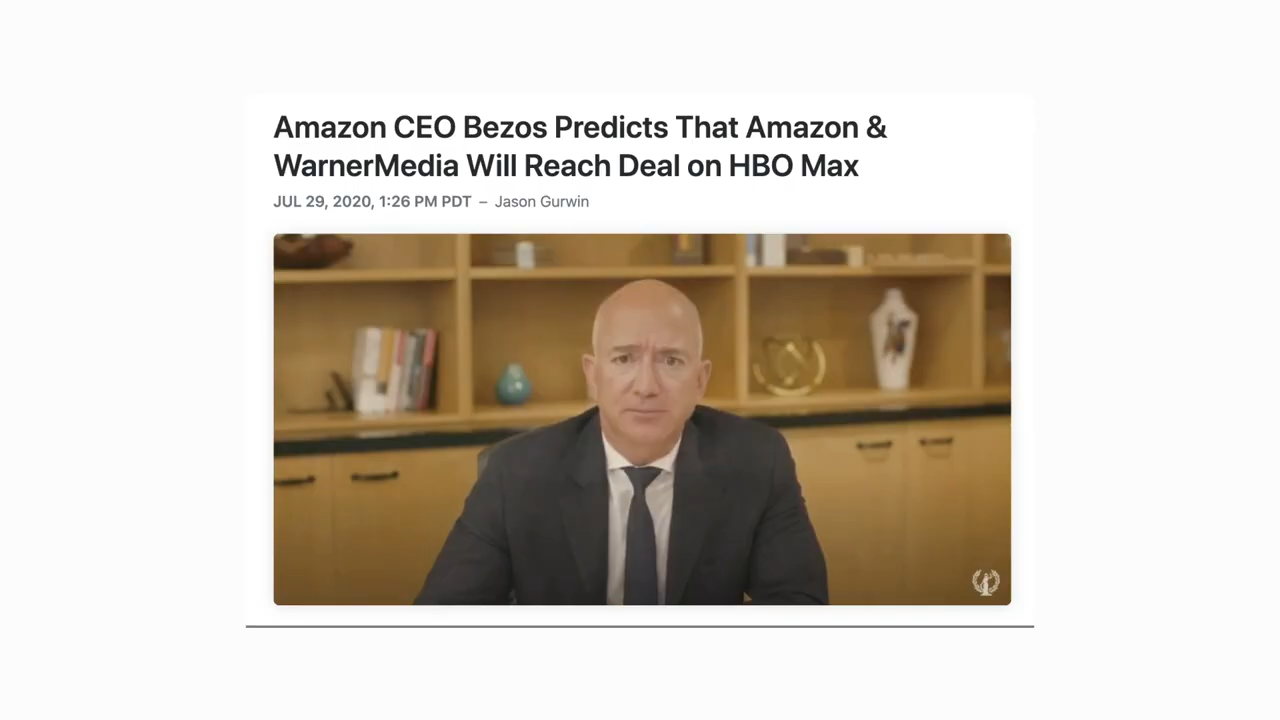 Amazon CEO Bezos Predicts That Amazon &
WarnerMedia Will Reach Deal on HBO Max
JUL 29, 2020, 1:26 PM PDT – Jason Gurwin